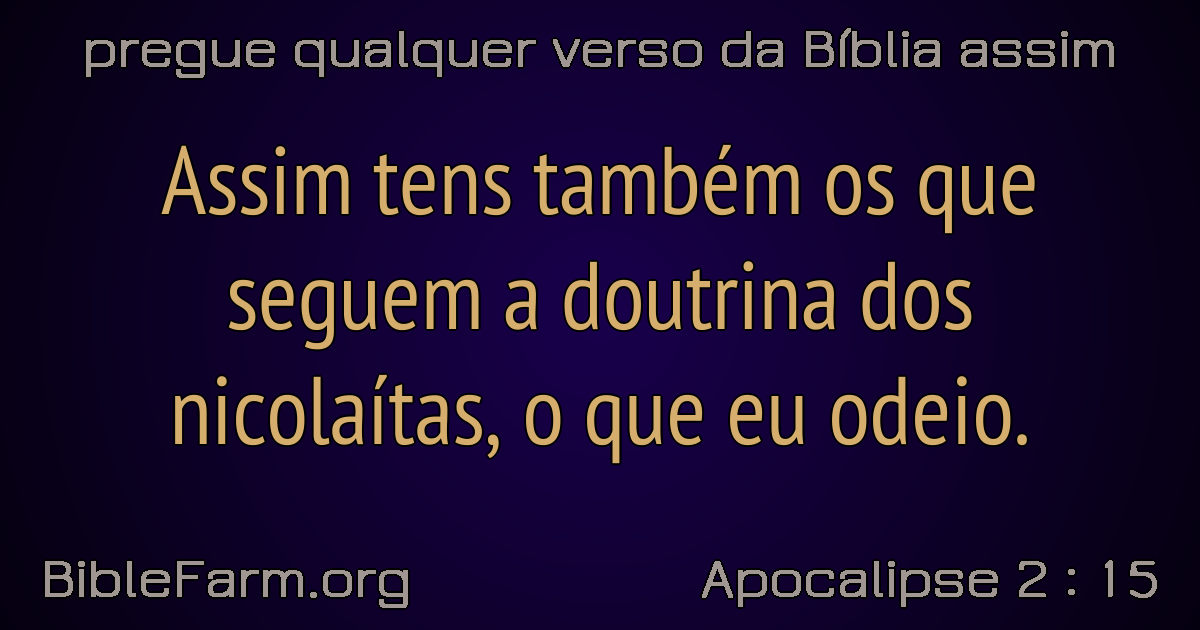 pregue qualquer verso da Bíblia assim
Assim tens também os que
seguem a doutrina dos
nicolaítas, o que eu odeio.
BibleFarm.org
Apocalipse 2 : 15